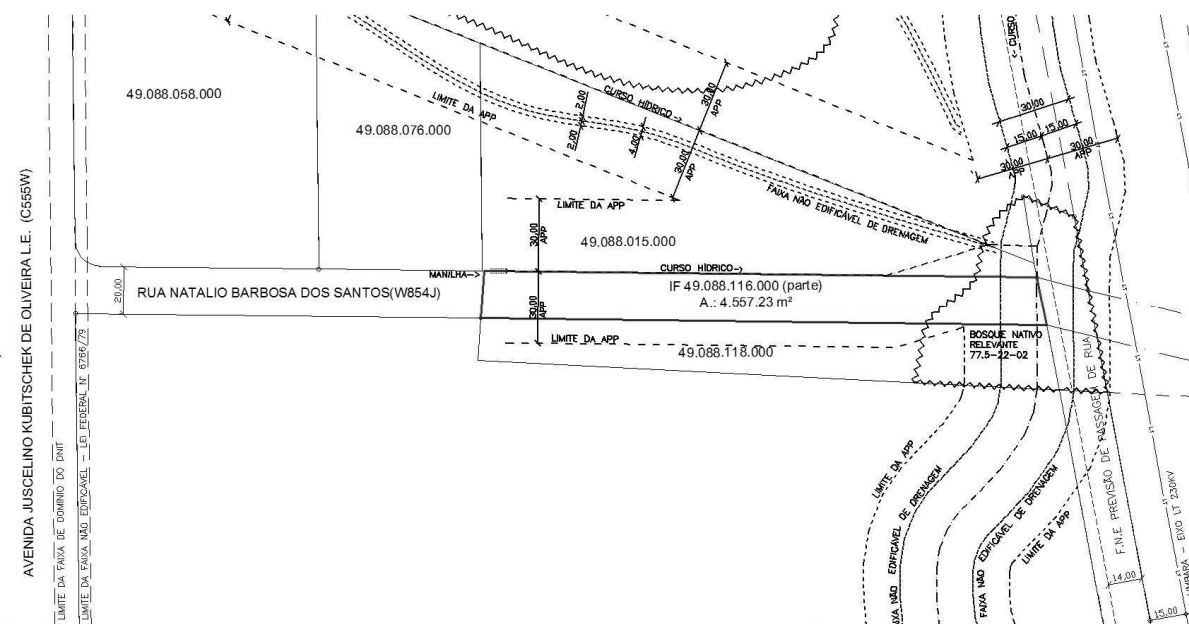 49.088.058.000
49.088.076.000
LIMITE DA APP
CURSO HÍDRICO->
30,00
APP
2,00
2,00
4,00
30,00
APP
<- CURSO
30,00
15,00
15,00
30,00
APP
30,00
APP
LIMITE DA APP
FAIXA NÃO EDIFICÁVEL DE DRENAGEM
30,00
APP
49.088.015.000
AVENIDA JUSCELINO KUBITSCHEK DE OLIVEIRA L.E. (C555W)
20,00
RUA NATALIO BARBOSA DOS SANTOS(W854J)
MANILHA->
CURSO HÍDRICO->
IF 49.088.116.000 (parte)
A.: 4.557.23 m²
30,00
APP
LIMITE DA APP
49.088.118.000
BOSQUE NATIVO
RELEVANTE
77.5-22-02
LIMITE DA FAIXA DE DOMÍNIO DO DNIT
LIMITE DA FAIXA NÃO EDIFICÁVEL - LEI FEDERAL N° 6766/79
LIMITE DA APP
FAIXA NÃO EDIFICÁVEL DE DRENAGEM
FAIXA NÃO EDIFICÁVEL DE DRENAGEM
LIMITE DA APP
F.N.E PREVISÃO DE PASSAGEM DE RUA
14,00
15,00
EIXO LT 230KV